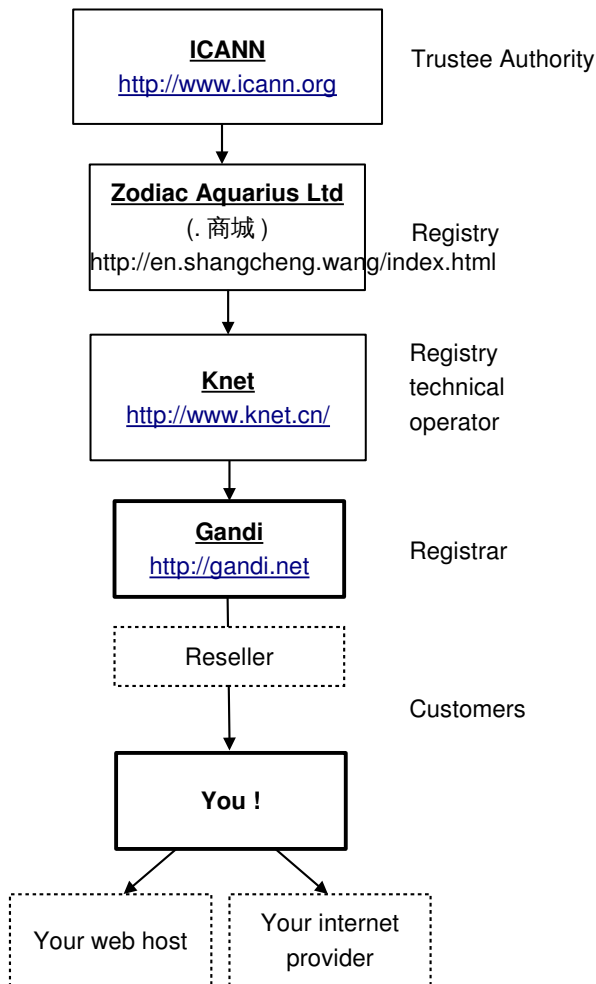 ICANN
http://www.icann.org
Trustee Authority
Zodiac Aquarius Ltd
(. 商城 )
Registry
http://en.shangcheng.wang/index.html
Registry
technical
operator
Knet
http://www.knet.cn/
Gandi
http://gandi.net
Registrar
Reseller
Customers
You !
Your web host
Your internet
provider